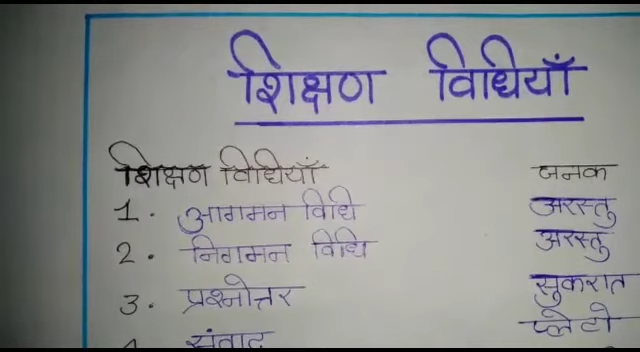 शिक्षण विधियाँ
शिक्षण विधियाँ जनक
1. आगमन विधि अरस्तु
2. निगमन विधि अरस्तु
3. प्रश्नोत्तर सुकरात
संवाद प्लेटो